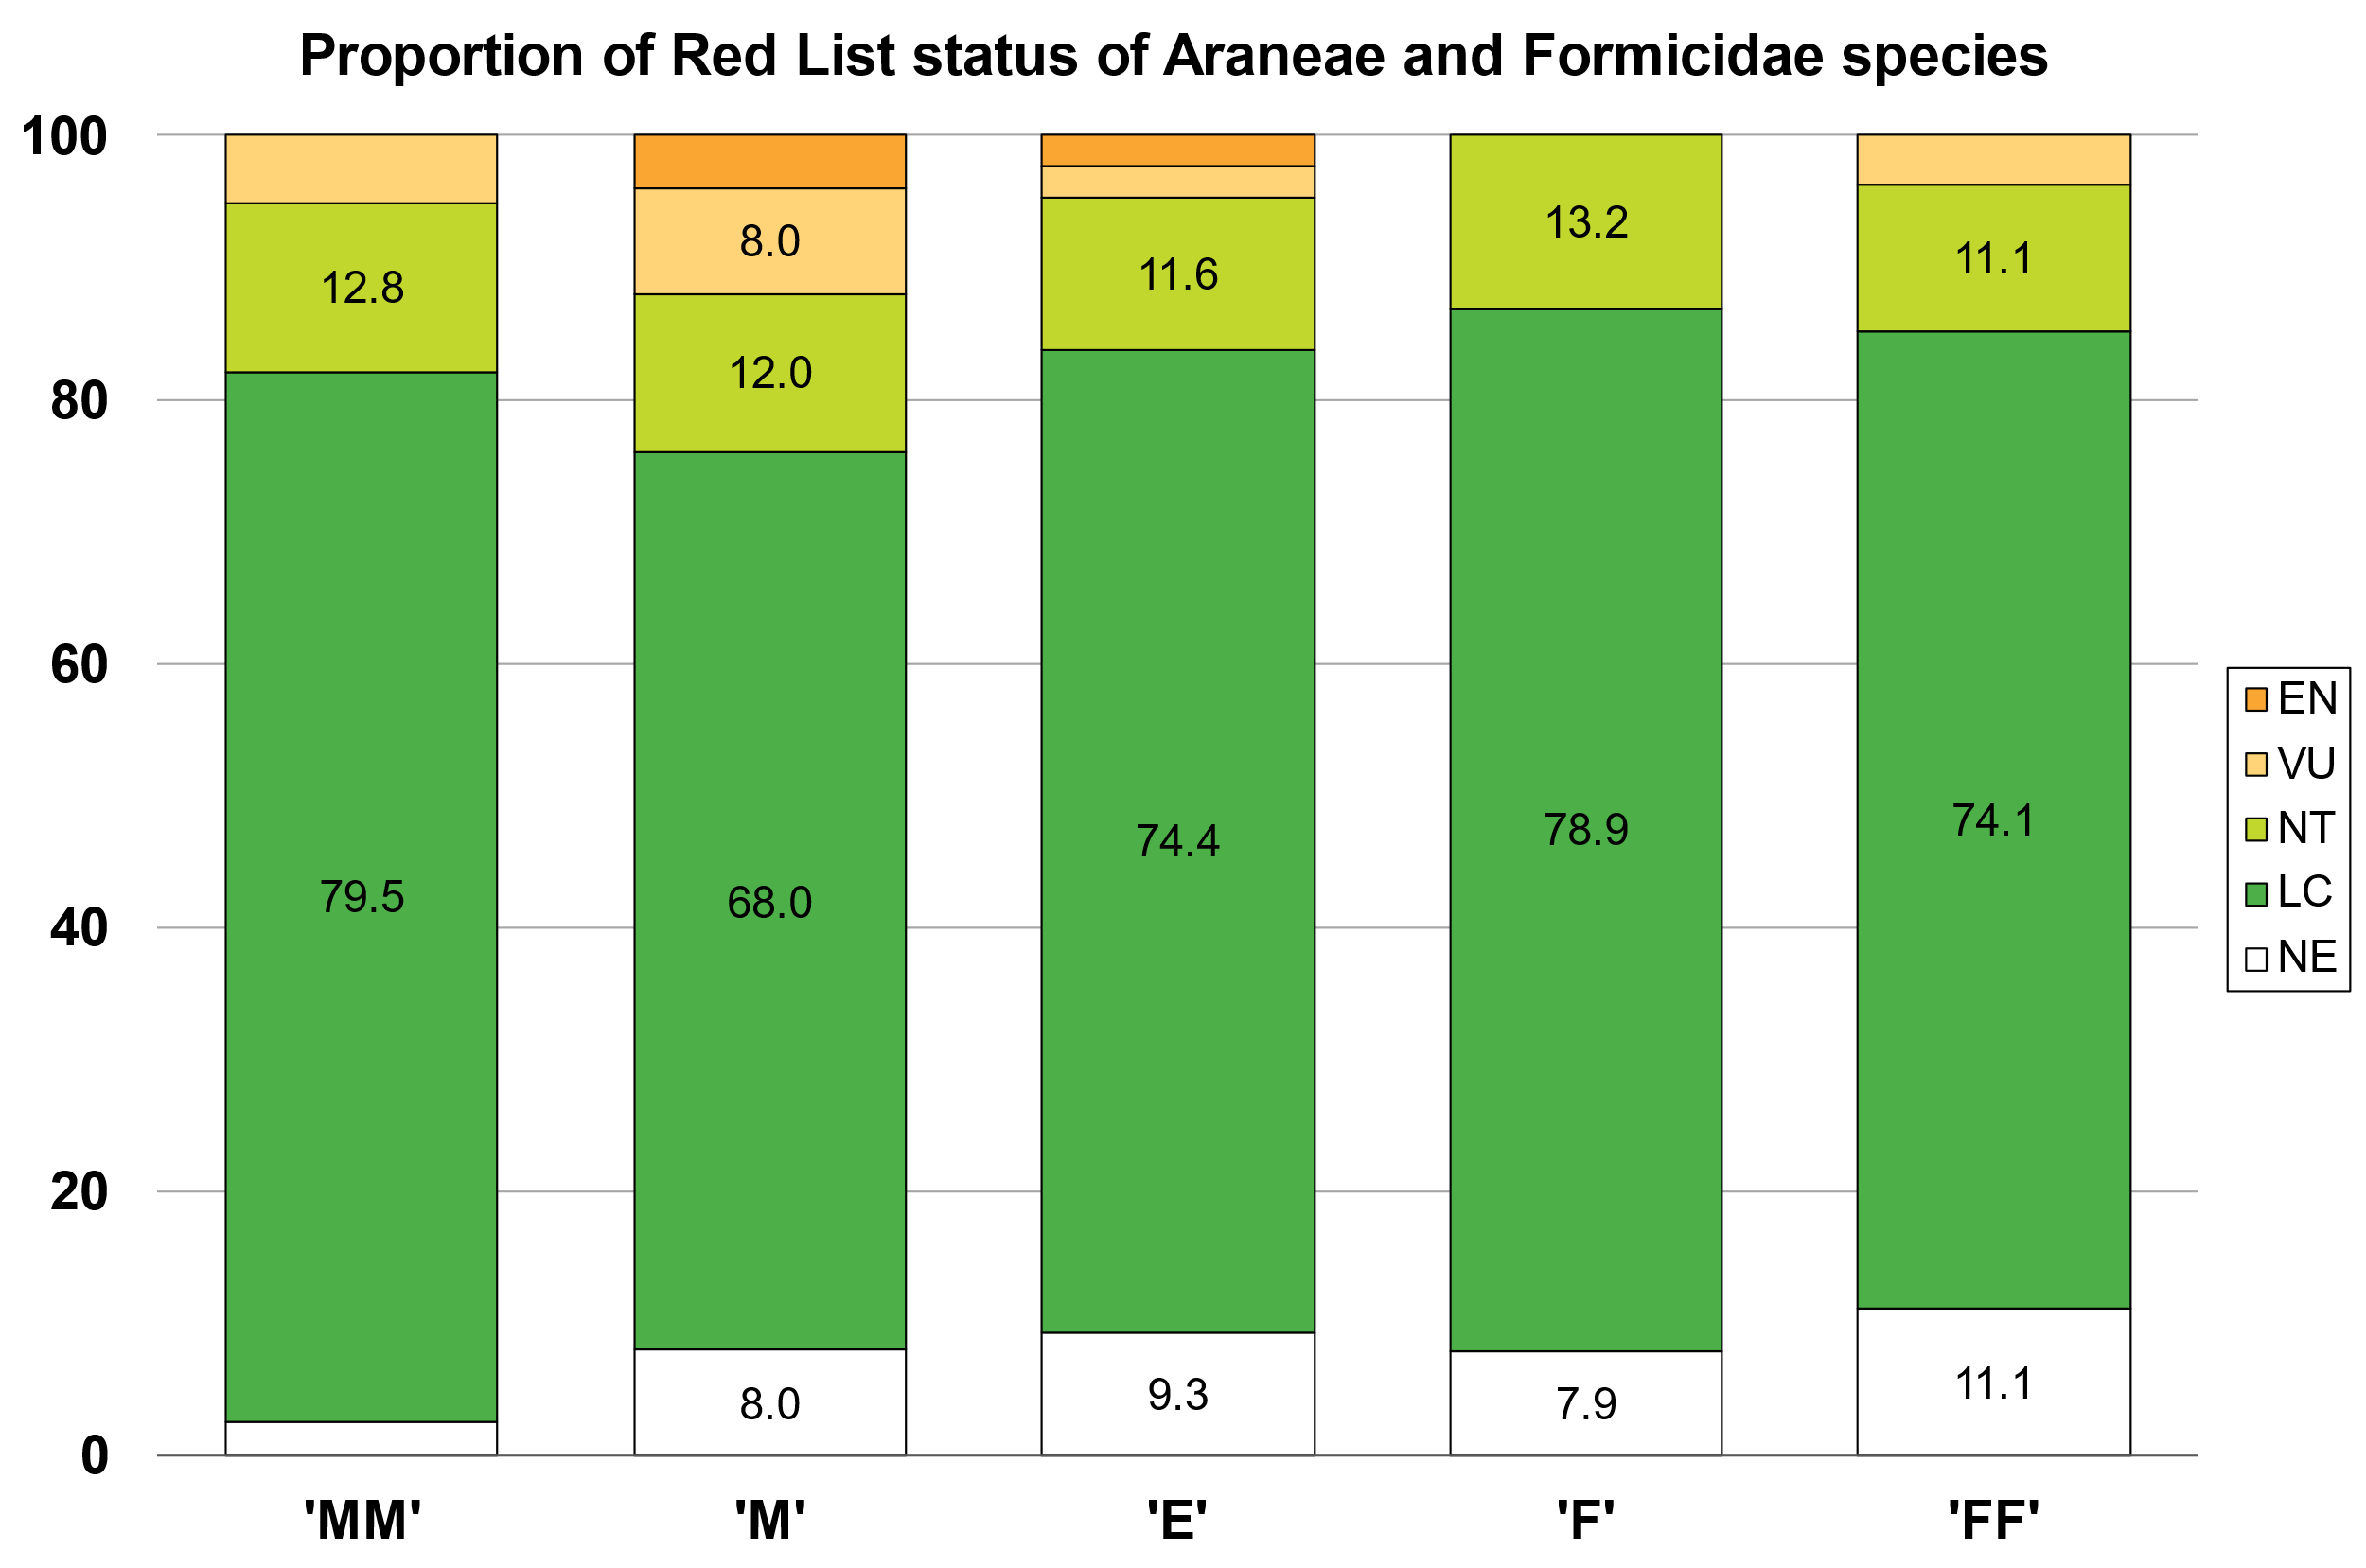 Proportion of Red List status of Araneae and Formicidae species
100
80
60
40
20
0
12.8
79.5
8.0
12.0
68.0
8.0
11.6
74.4
9.3
13.2
78.9
7.9
11.1
74.1
11.1
'MM'
'M'
'E'
'F'
'FF'
EN
VU
NT
LC
NE